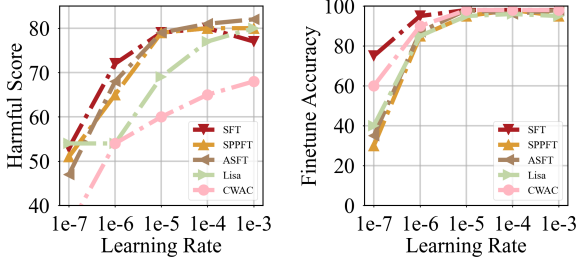 Harmful Score
80
70
60
50
40
1e-7 1e-6 1e-5 1e-4 1e-3
Learning Rate
SFT
SPPFT
ASFT
Lisa
CWAC
Finetune Accuracy
100
80
60
40
20
0
1e-7 1e-6 1e-5 1e-4 1e-3
Learning Rate
SFT
SPPFT
ASFT
Lisa
CWAC